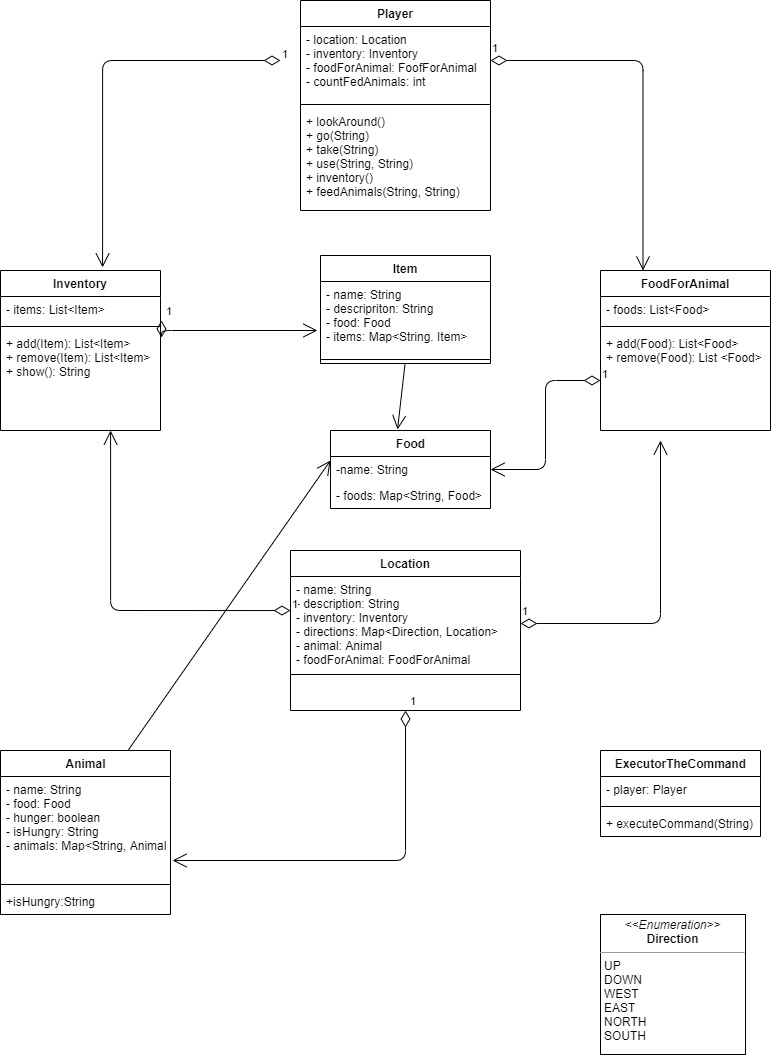 Player
- location: Location
- inventory: Inventory
- foodForAnimal: FoofForAnimal
- countFedAnimals: int
+ lookAround()
+ go(String)
+ take(String)
+ use(String, String)
+ inventory()
+ feedAnimals(String, String)
1
1
Inventory
- items: List<Item>
+ add(Item): List<Item>
+ remove(Item): List<Item>
+ show(): String
1
Item
- name: String
- descripriton: String
- food: Food
- items: Map<String. Item>
FoodForAnimal
- foods: List<Food>
+ add(Food): List<Food>
+ remove(Food): List <Food>
1
Food
-name: String
- foods: Map<String, Food>
Location
- name: String
- description: String
- inventory: Inventory
- directions: Map<Direction, Location>
- animal: Animal
- foodForAnimal: FoodForAnimal
1
1
1
Animal
- name: String
- food: Food
- hunger: boolean
- isHungry: String
- animals: Map<String, Animal
+isHungry:String
ExecutorTheCommand
- player: Player
+ executeCommand(String)
<<Enumeration>>
Direction
UP
DOWN
WEST
EAST
NORTH
SOUTH